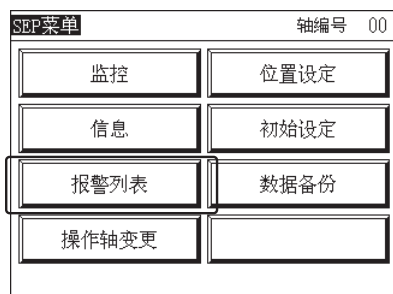 SEP菜单 轴编号 00
监控 位置设定
信息 初始设定
报警列表 数据备份
操作轴变更